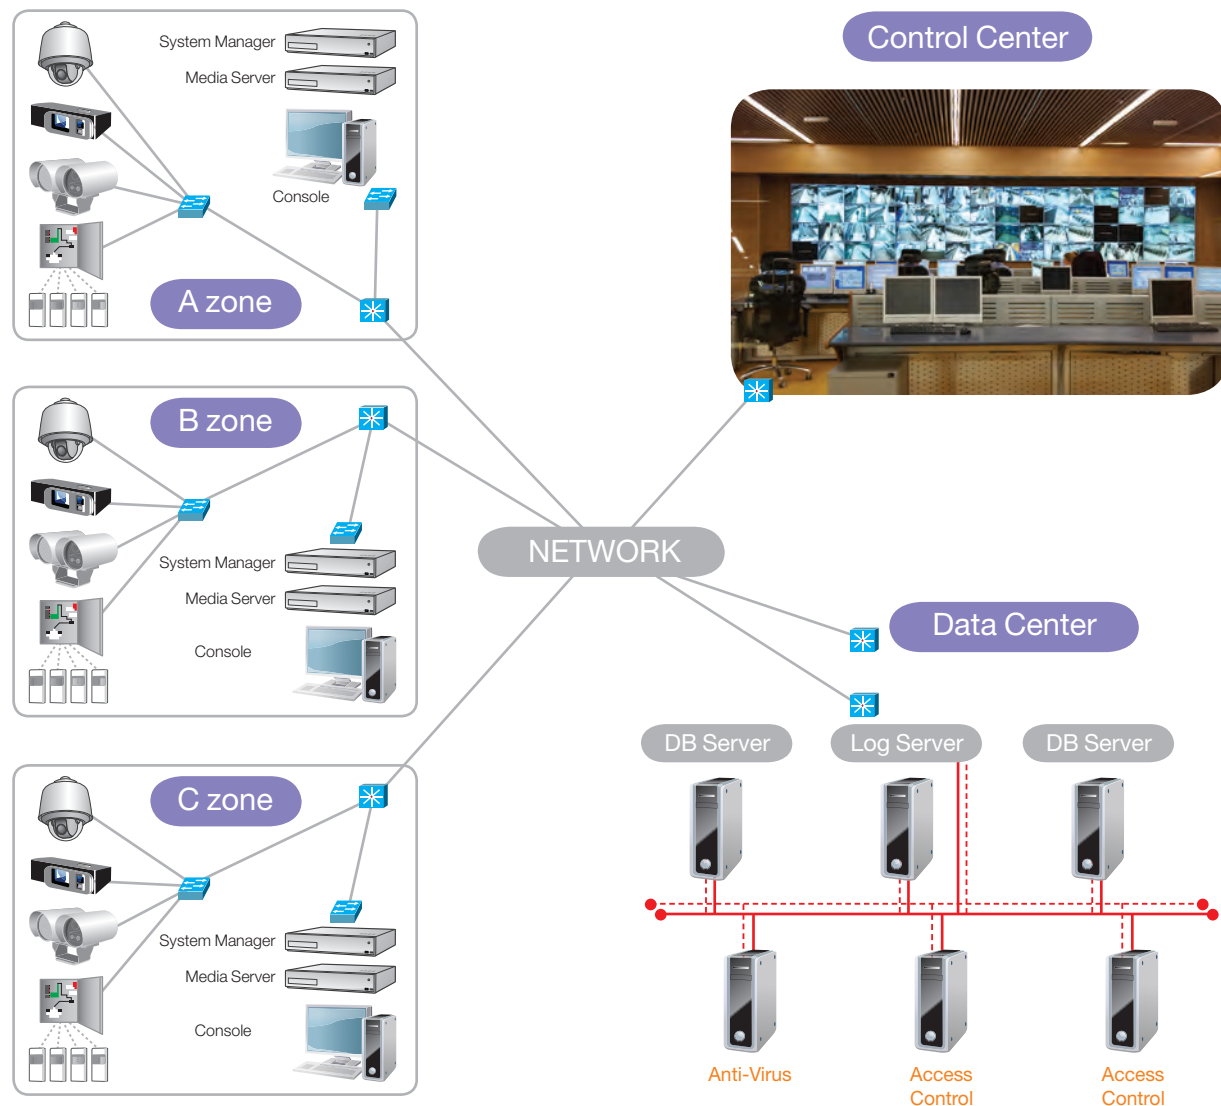 System Manager
Media Server
Console
A zone
Control Center
B zone
System Manager
Media Server
Console
NETWORK
Data Center
C zone
System Manager
Media Server
Console
DB Server
Log Server
DB Server
Anti-Virus
Access
Control
Access
Control